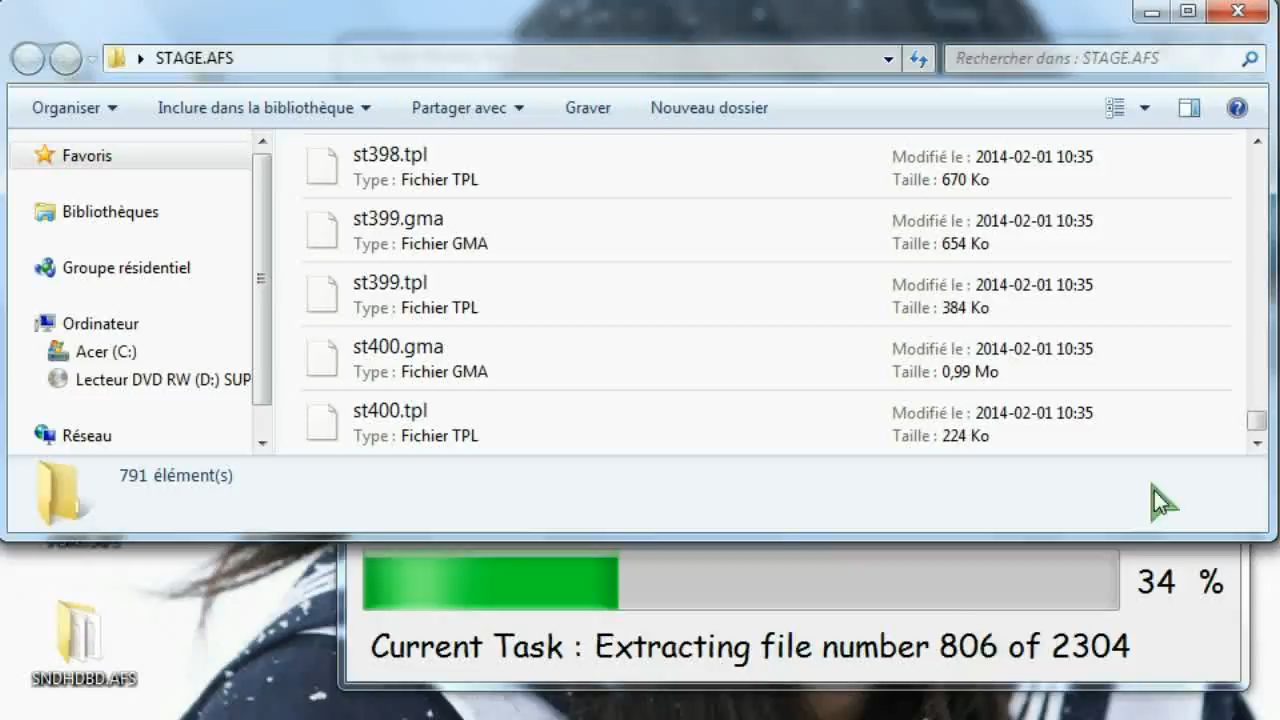 STAGE.AFS
Rechercher dans : STAGE.AFS
Organiser Inclure dans la bibliothèque Partager avec Graver Nouveau dossier
Favoris
Bibliothèques
Groupe résidentiel
Ordinateur
Acer (C:)
Lecteur DVD RW (D:) SUP
Réseau
st398.tpl
Type : Fichier TPL
Modifié le : 2014-02-01 10:35
Taille : 670 Ko
st399.gma
Type : Fichier GMA
Modifié le : 2014-02-01 10:35
Taille : 654 Ko
st399.tpl
Type : Fichier TPL
Modifié le : 2014-02-01 10:35
Taille : 384 Ko
st400.gma
Type : Fichier GMA
Modifié le : 2014-02-01 10:35
Taille : 0,99 Mo
st400.tpl
Type : Fichier TPL
Modifié le : 2014-02-01 10:35
Taille : 224 Ko
791 élément(s)
34 %
Current Task : Extracting file number 806 of 2304
SNDHDBD.AFS